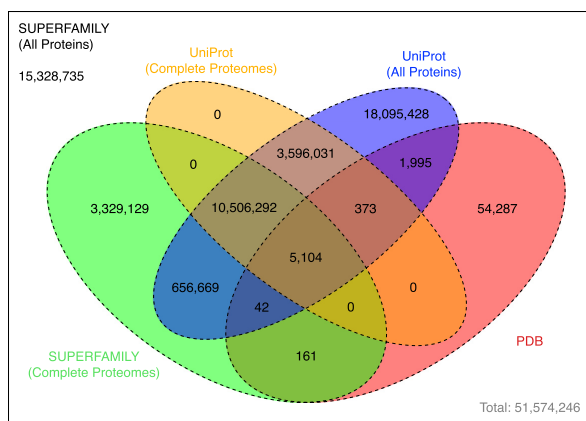 SUPERFAMILY
(All Proteins)
15,328,735
UniProt
(Complete Proteomes)
UniProt
(All Proteins)
0
18,095,428
3,596,031
0
1,995
3,329,129
10,506,292
373
54,287
5,104
656,669
42
0
0
161
PDB
SUPERFAMILY
(Complete Proteomes)
Total: 51,574,246